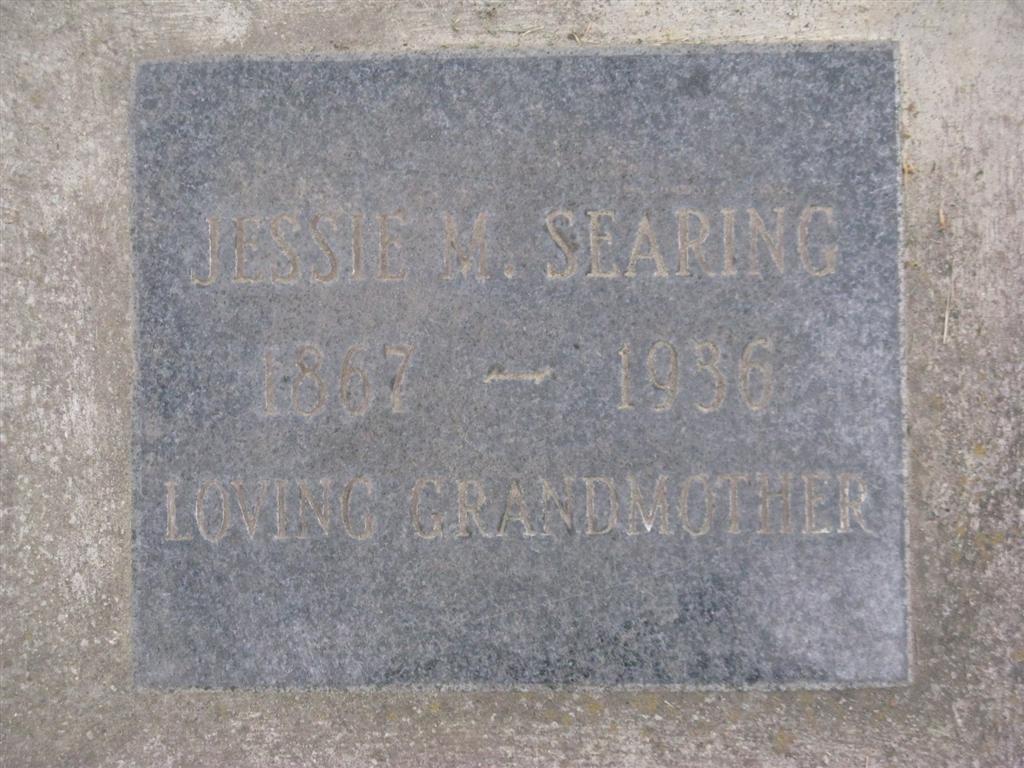 JESSIE M. SEARING
1867 — 1936
LOVING GRANDMOTHER